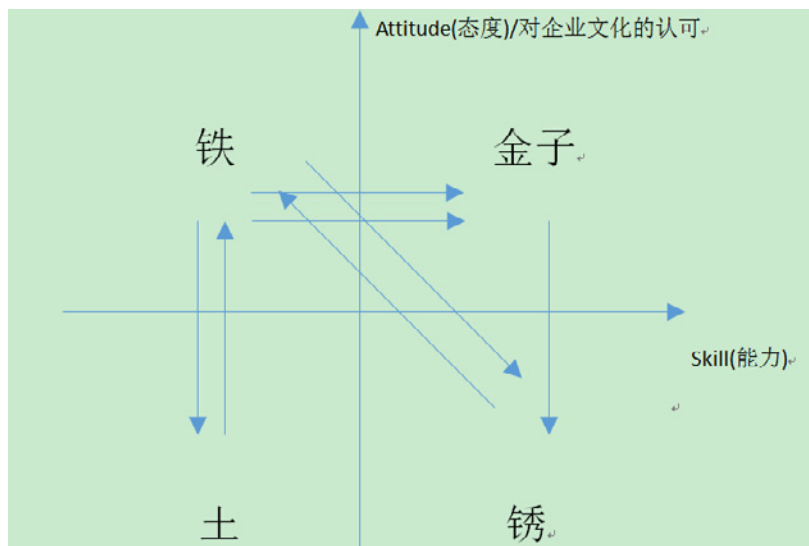 Attitude(态度)/对企业文化的认可
铁
金子
Skill(能力)
土
锈